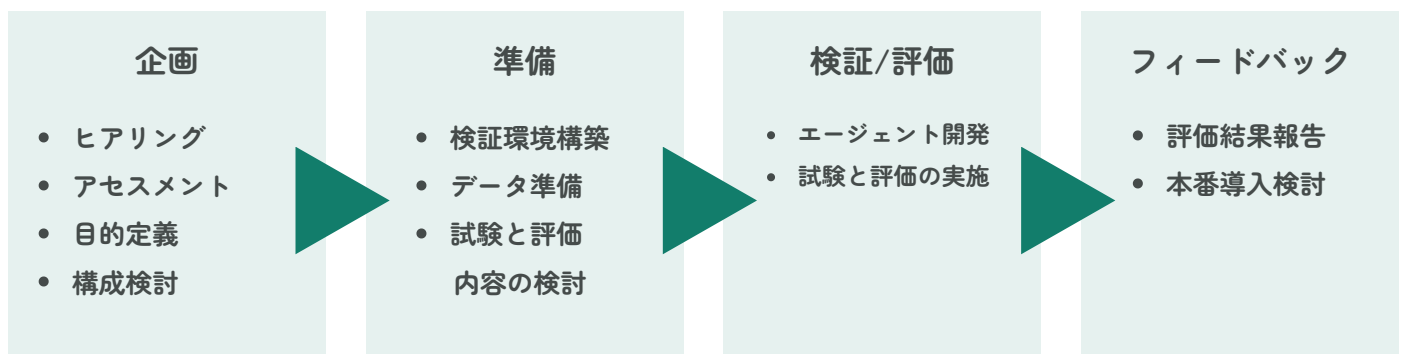 企画
• ヒアリング
• アセスメント
• 目的定義
• 構成検討
準備
• 検証環境構築
• データ準備
• 試験と評価
内容の検討
検証/評価
• エージェント開発
• 試験と評価の実施
フィードバック
• 評価結果報告
• 本番導入検討